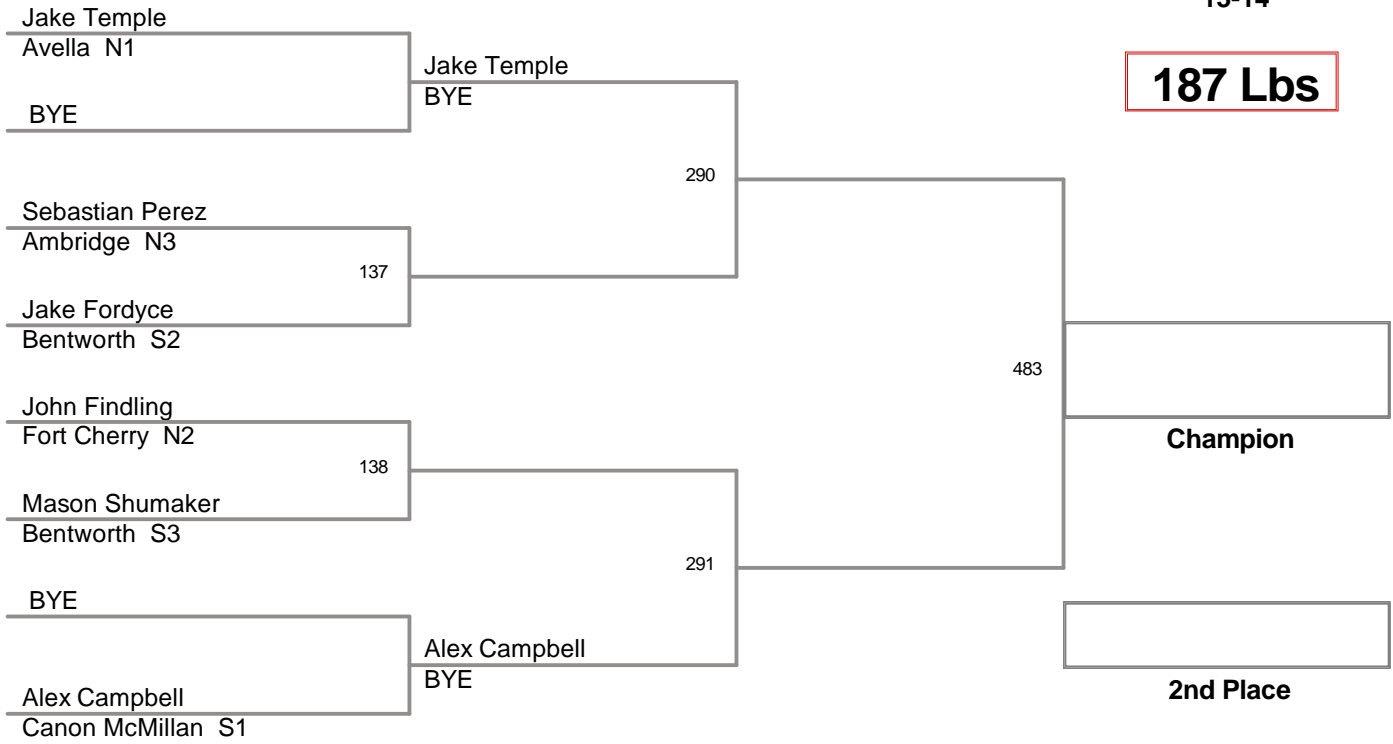 13-14
187 Lbs
Jake Temple
Avella N1
BYE
Jake Temple
BYE
Sebastian Perez
Ambridge N3
Jake Fordyce
Bentworth S2
137
290
John Findling
Fort Cherry N2
Mason Shumaker
Bentworth S3
138
BYE
Alex Campbell
Canon McMillan S1
Alex Campbell
BYE
291
483
Champion
2nd Place